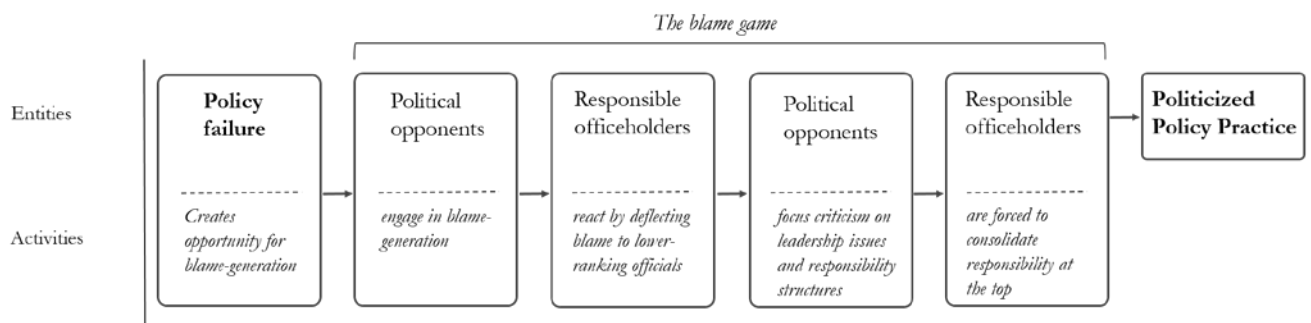 The blame game
Entities
Policy
failure
Political
opponents
Responsible
officeholders
Political
opponents
Responsible
officeholders
Politicized
Policy Practice
Activities
Creates
opportunity for
blame-generation
engage in blame-
generation
react by deflecting
blame to lower-
ranking officials
focus criticism on
leadership issues
and responsibility
structures
are forced to
consolidate
responsibility at
the top